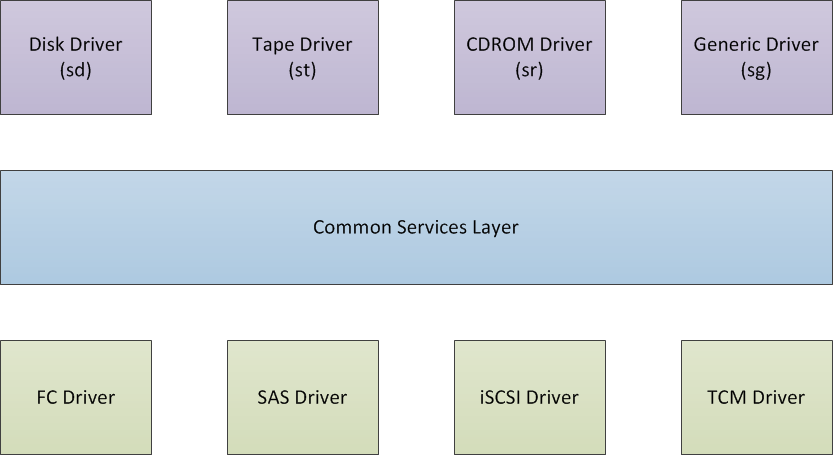 Disk Driver
(sd)
Tape Driver
(st)
CDROM Driver
(sr)
Generic Driver
(sg)
Common Services Layer
FC Driver
SAS Driver
iSCSI Driver
TCM Driver